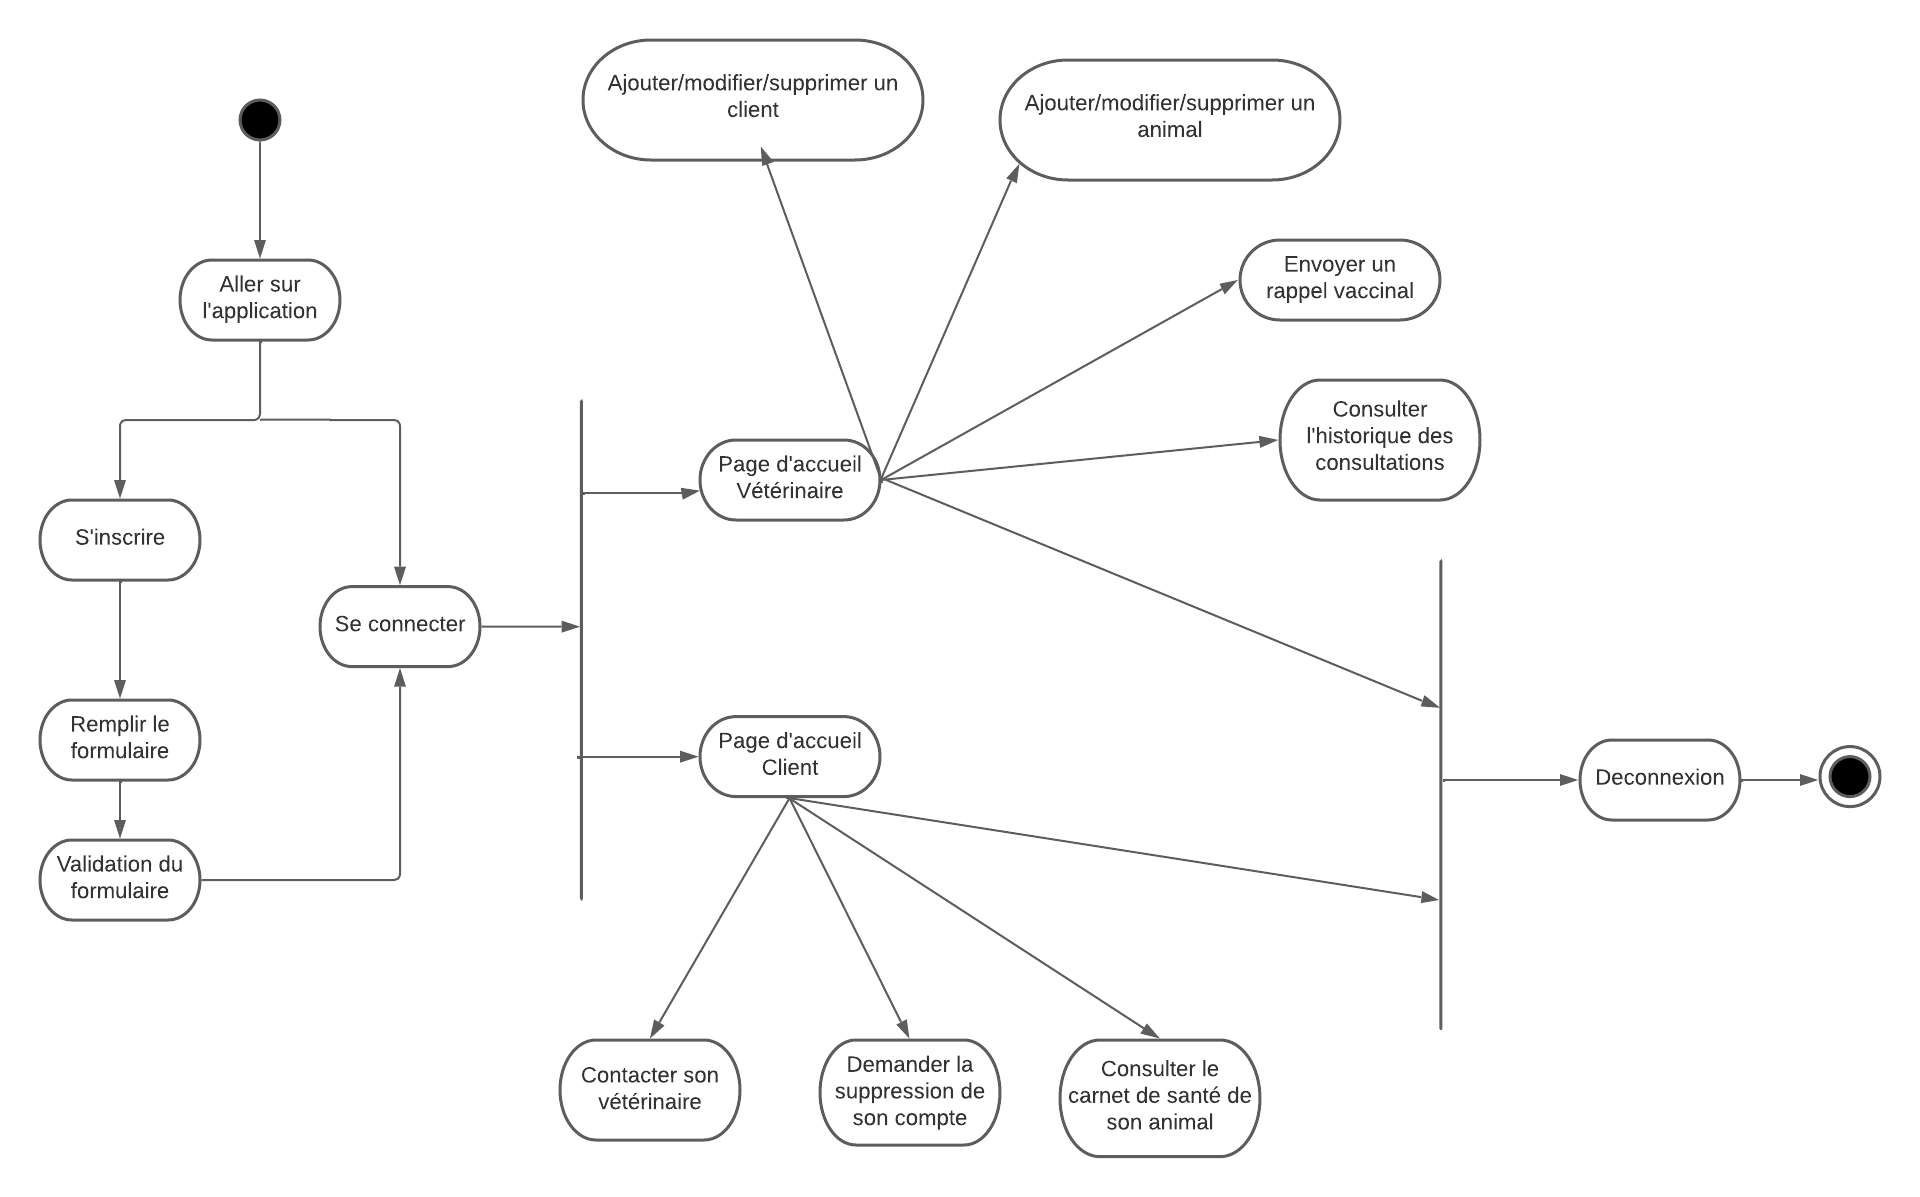 Ajouter/modifier/supprimer un
client
Ajouter/modifier/supprimer un
animal
Aller sur
l'application
Envoyer un
rappel vaccinal
Consulter
l'historique des
consultations
Page d'accueil
Vétérinaire
S'inscrire
Se connecter
Remplir le
formulaire
Page d'accueil
Client
Deconnexion
Validation du
formulaire
Contacter son
vétérinaire
Demander la
suppression de
son compte
Consulter le
carnet de santé de
son animal